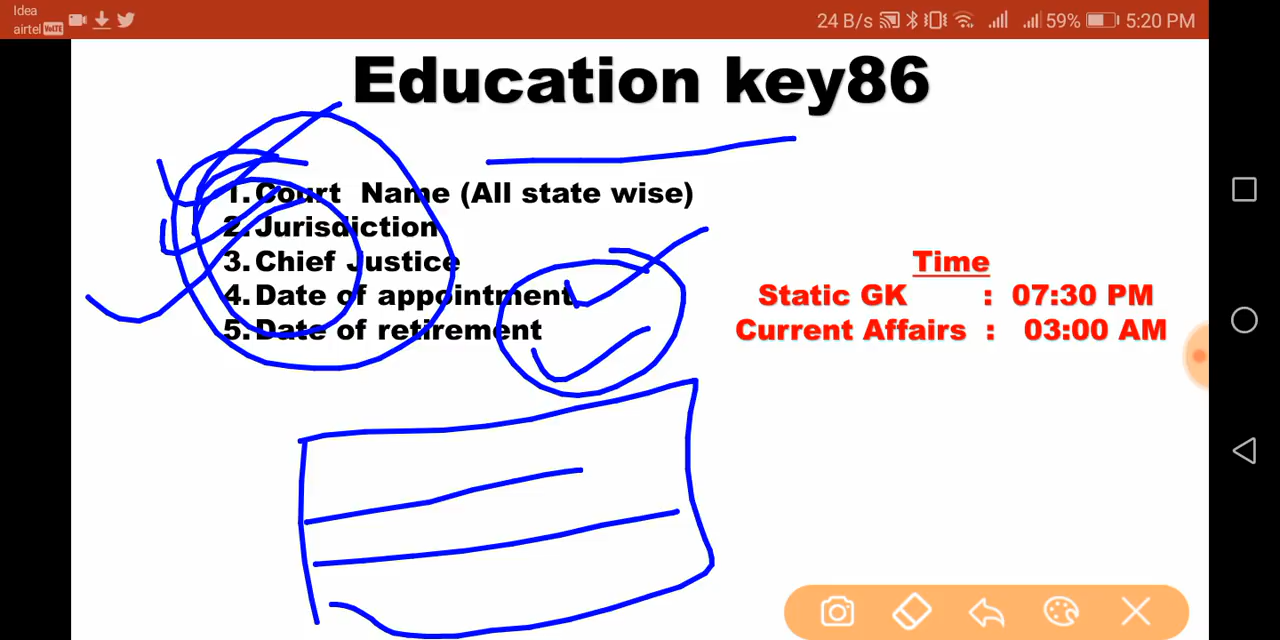 Idea
airtel VoLTE
24 B/s 59% 5:20 PM
Education key86
1. Court Name (All state wise)
2. Jurisdiction
3. Chief Justice
4. Date of appointment
5. Date of retirement
Time
Static GK : 07:30 PM
Current Affairs : 03:00 AM